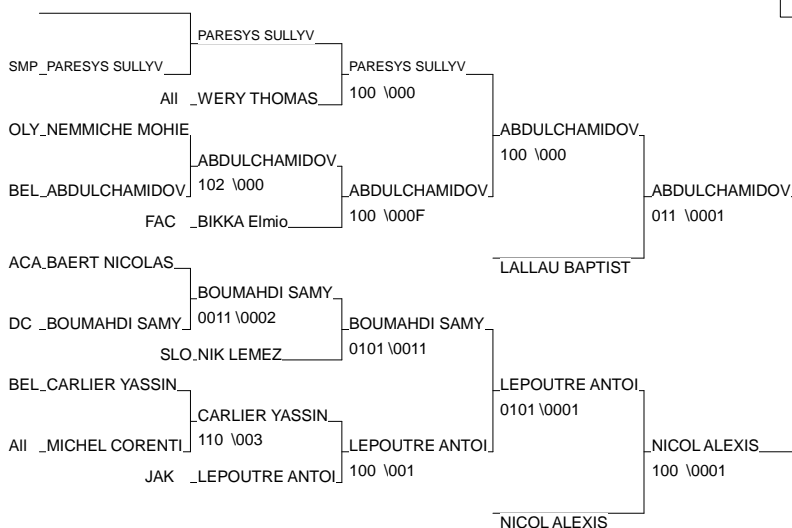 PARESYS SULLYV
SMP PARESYS SULLYV
PARESYS SULLYV
100 \000
All WERY THOMAS
OLY NEMMICHE MOHIE
ABDULCHAMIDOV
100 \000
ABDULCHAMIDOV
102 \000
BEL ABDULCHAMIDOV
ABDULCHAMIDOV
100 \000F
ABDULCHAMIDOV
011 \0001
FAC BIKKA Elmio
ACA BAERT NICOLAS
LALLAU BAPTIST
BOUMAHDI SAMY
0011 \0002
DC BOUMAHDI SAMY
BOUMAHDI SAMY
0101 \0011
SLO NIK LEMEZ
BEL CARLIER YASSIN
LEPOUTRE ANTOI
0101 \0001
CARLIER YASSIN
110 \003
All MICHEL CORENTI
LEPOUTRE ANTOI
100 \001
NICOL ALEXIS
100 \0001
JAK LEPOUTRE ANTOI
NICOL ALEXIS